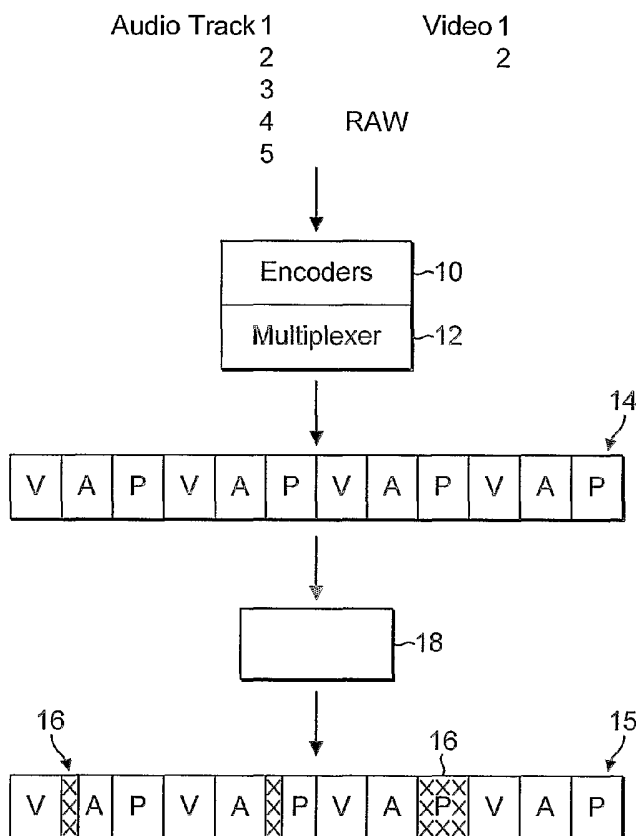 Audio Track 1 Video 1
2 2
3
4 RAW
5
Encoders 10
Multiplexer 12
14
V A P V A P V A P V A P
18
16 16 15
V A P V A P V A P V A P